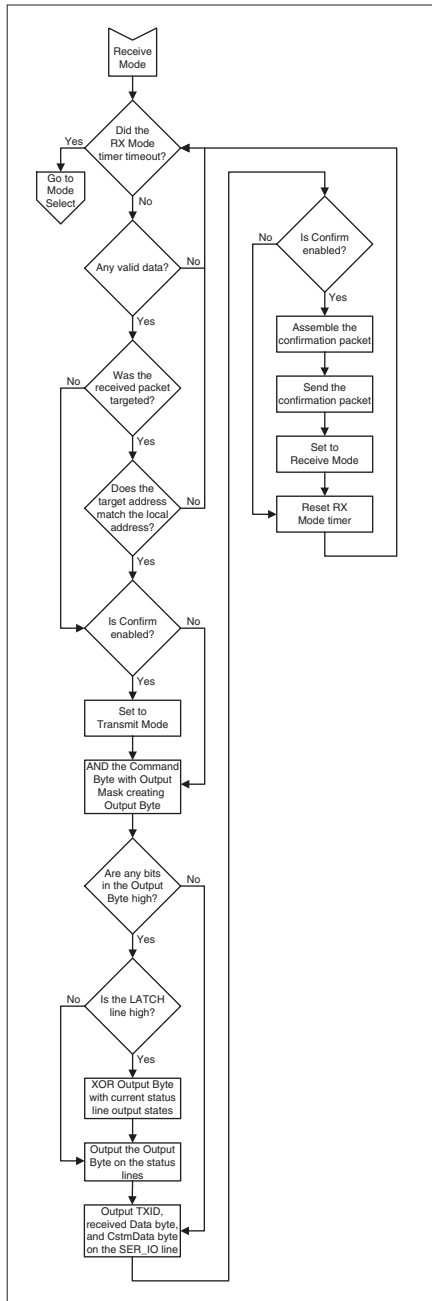 Receive
Mode
Did the
RX Mode
timer timeout?
Yes
Go to
Mode
Select
No
Any valid data?
No
Yes
Was the
received packet
targeted?
No
Yes
Does the
target address
match the local
address?
No
Yes
Is Confirm
enabled?
No
Yes
Set to
Transmit Mode
AND the Command
Byte with Output
Mask creating
Output Byte
Are any bits
in the Output
Byte high?
No
Yes
Is the LATCH
line high?
No
Yes
XOR Output Byte
with current status
line output states
Output the Output
Byte on the status
lines
Output TXID,
received Data byte,
and CstmData byte
on the SER_IO line
Is Confirm
enabled?
No
Yes
Assemble the
confirmation packet
Send the
confirmation packet
Set to
Receive Mode
Reset RX
Mode timer